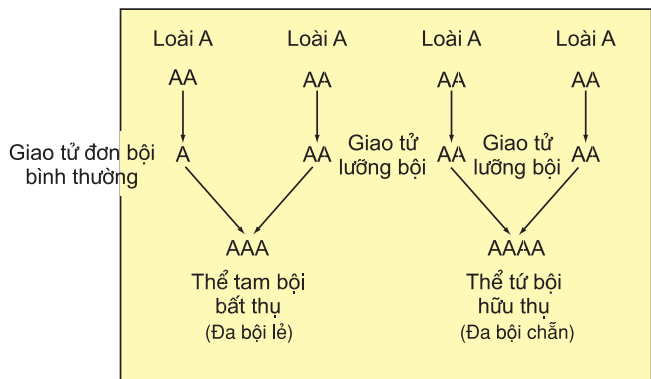 Loài A Loài A Loài A Loài A
AA AA AA AA
Giao tử đơn bội
bình thường
A AA
Giao tử
lưỡng bội
AA
Giao tử
lưỡng bội
AA
AAA AAAA
Thể tam bội
bất thụ
(Đa bội lẻ)
Thể tứ bội
hữu thụ
(Đa bội chẵn)